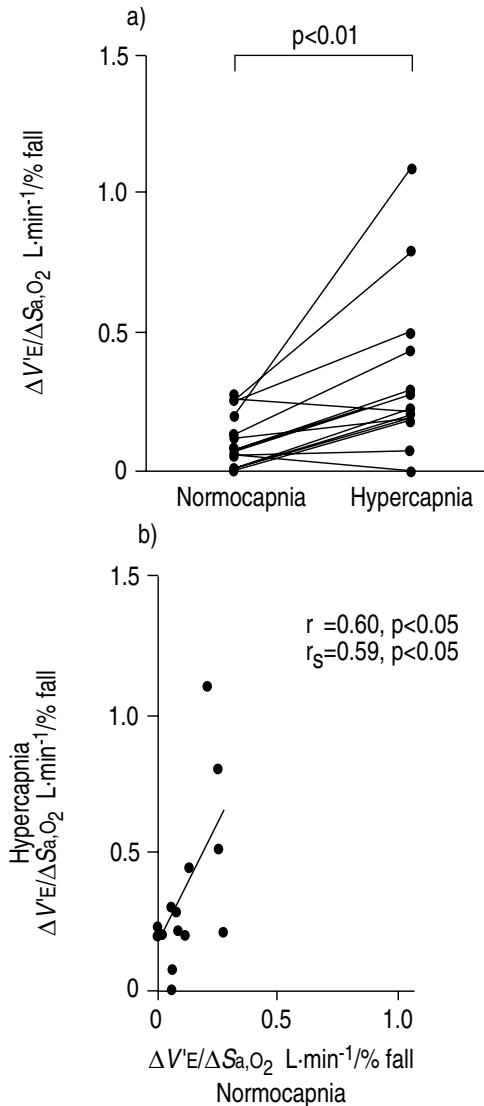 a)
p<0.01
1.5
1.0
0.5
0
ΔV'E/ΔSa,O₂ L·min⁻¹/% fall
Normocapnia Hypercapnia
b)
1.5
1.0
0.5
0
r =0.60, p<0.05
rₛ=0.59, p<0.05
Hypercapnia
ΔV'E/ΔSa,O₂ L·min⁻¹/% fall
0 0.5 1.0
ΔV'E/ΔSa,O₂ L·min⁻¹/% fall
Normocapnia